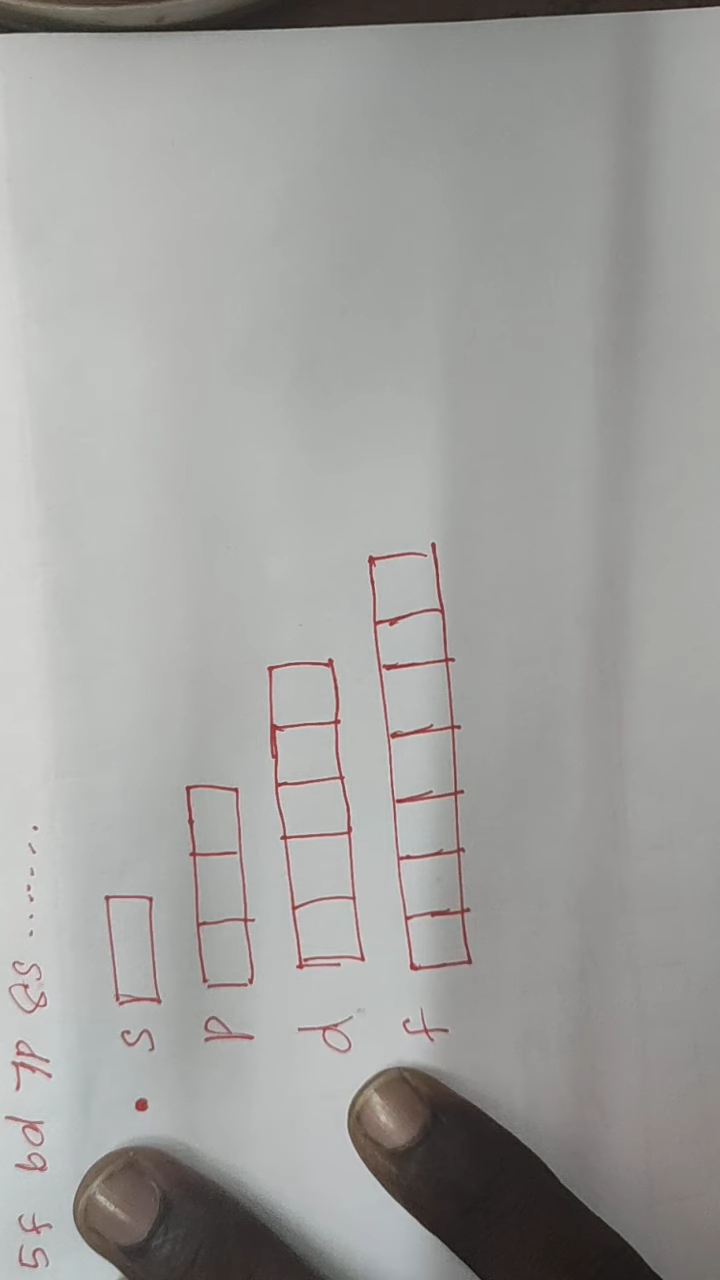 5f 6d 7p 8s .......
• s
p
d
f